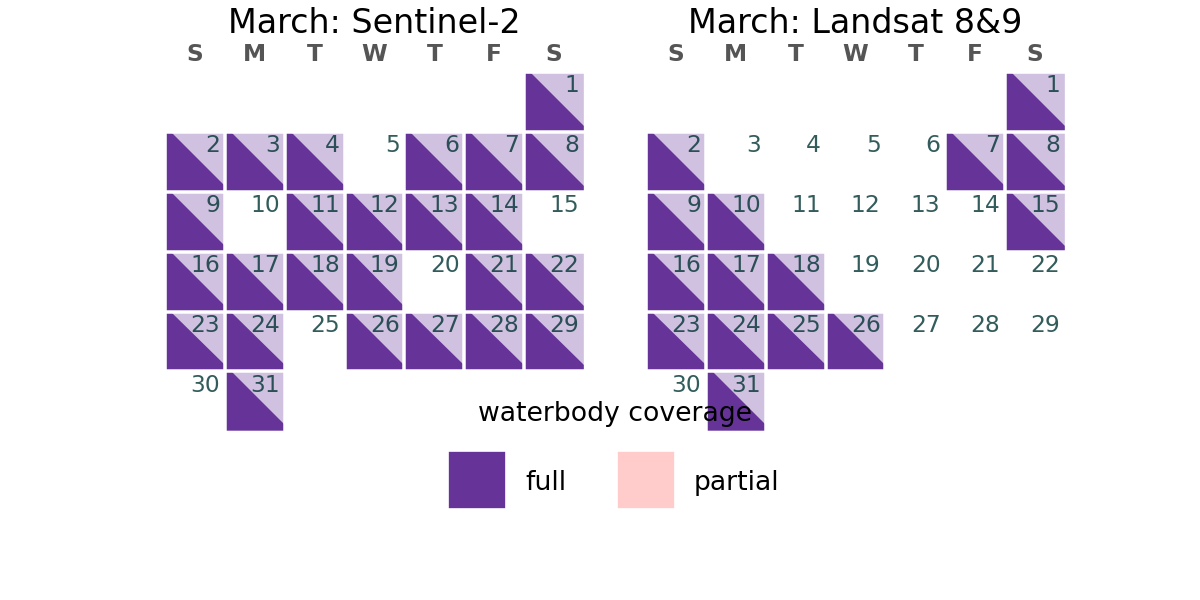 March: Sentinel-2
S M T W T F S
1
2 3 4 5 6 7 8
9 10 11 12 13 14 15
16 17 18 19 20 21 22
23 24 25 26 27 28 29
30 31
March: Landsat 8&9
S M T W T F S
1
2 3 4 5 6 7 8
9 10 11 12 13 14 15
16 17 18 19 20 21 22
23 24 25 26 27 28 29
30 31
waterbody coverage
full partial